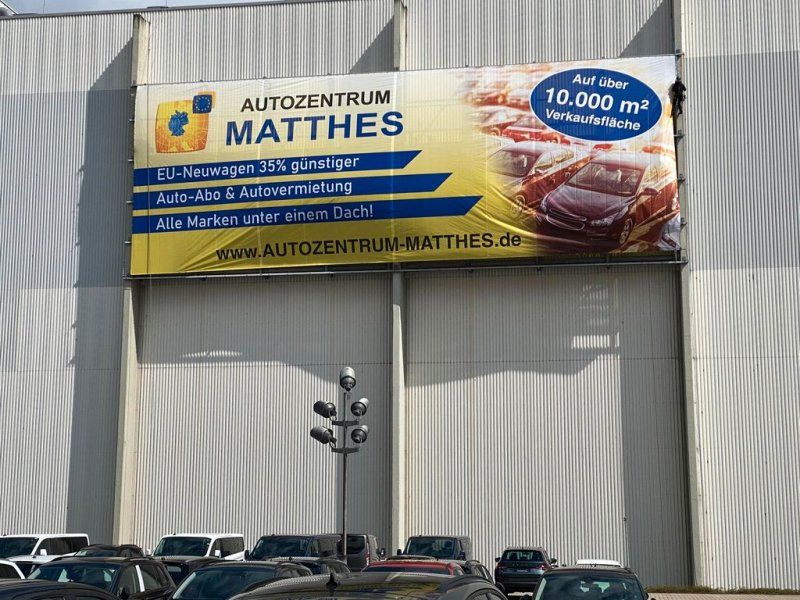 AUTOZENTRUM
MATTHES
Auf über
10.000 m²
Verkaufsfläche
EU-Neuwagen 35% günstiger
Auto-Abo & Autovermietung
Alle Marken unter einem Dach!
www.AUTOZENTRUM-MATTHES.de